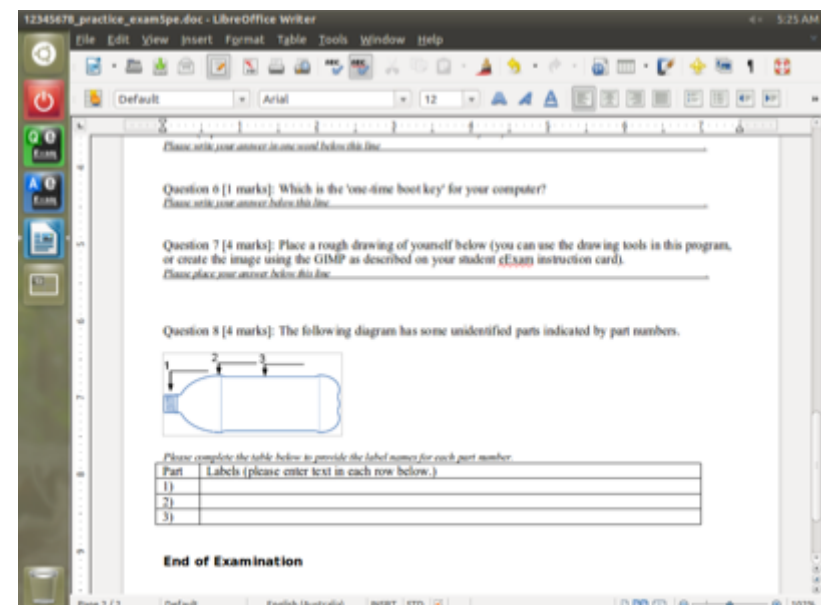 12345678_practice_examSpe.doc - LibreOffice Writer
5:25 AM
File Edit View Insert Format Table Tools Window Help
Default
Arial
12
Please write your answer in one word below this line
Question 6 [1 marks]: Which is the 'one-time boot key' for your computer?
Please write your answer below this line
Question 7 [4 marks]: Place a rough drawing of yourself below (you can use the drawing tools in this program,
or create the image using the GIMP as described on your student eExam instruction card).
Please place your answer below this line
Question 8 [4 marks]: The following diagram has some unidentified parts indicated by part numbers.
1 2 3
Please complete the table below to provide the label names for each part number.
Part Labels (please enter text in each row below.)
1)
2)
3)
End of Examination
Page 2 / 2 Default English (Australia) INSRT STD 102%